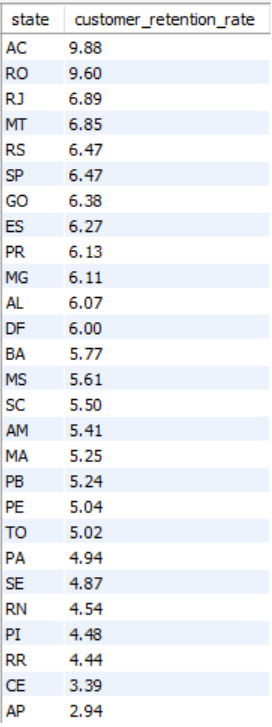 state customer_retention_rate
AC 9.88
RO 9.60
RJ 6.89
MT 6.85
RS 6.47
SP 6.47
GO 6.38
ES 6.27
PR 6.13
MG 6.11
AL 6.07
DF 6.00
BA 5.77
MS 5.61
SC 5.50
AM 5.41
MA 5.25
PB 5.24
PE 5.04
TO 5.02
PA 4.94
SE 4.87
RN 4.54
PI 4.48
RR 4.44
CE 3.39
AP 2.94